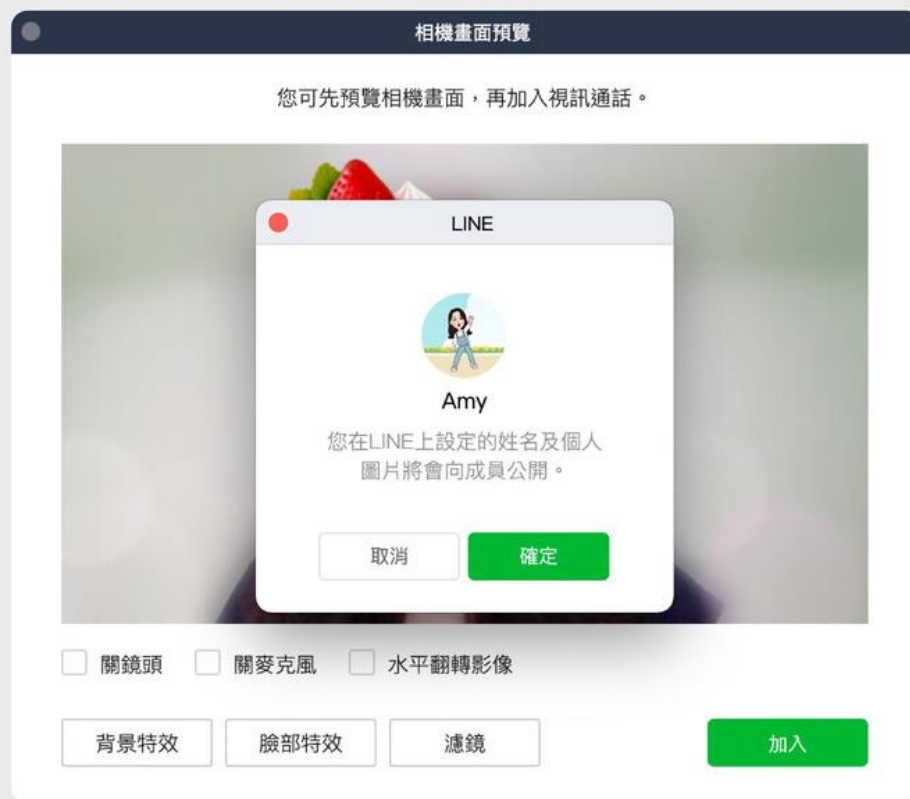 相機畫面預覽
您可先預覽相機畫面，再加入視訊通話。
LINE
Amy
您在LINE上設定的姓名及個人
圖片將會向成員公開。
取消 確定
關鏡頭 關麥克風 水平翻轉影像
背景特效 臉部特效 濾鏡 加入